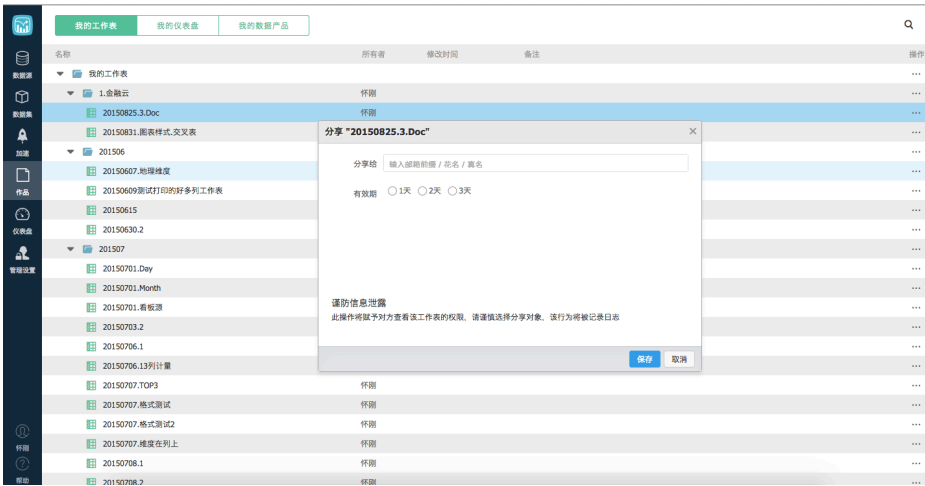 我的工作表 我的仪表盘 我的数据产品
名称 所有者 修改时间 备注 操作
数据源
数据集
加速
作品
仪表盘
管理设置
怀刚
帮助
我的工作表 ...
1.金融云 怀刚 ...
20150825.3.Doc 怀刚 ...
20150831.图表样式.交叉表 ...
201506 ...
20150607.地理维度 ...
20150609测试打印的好多列工作表 ...
20150615 ...
20150630.2 ...
201507 ...
20150701.Day ...
20150701.Month ...
20150701.看板源 ...
20150703.2 ...
20150706.1 ...
20150706.13列计量 ...
20150707.TOP3 怀刚 ...
20150707.格式测试 怀刚 ...
20150707.格式测试2 怀刚 ...
20150707.维度在列上 怀刚 ...
20150708.1 怀刚 ...
20150708.2 怀刚 ...
分享 "20150825.3.Doc" ×
分享给 输入邮箱前缀 / 花名 / 真名
有效期 1天 2天 3天
谨防信息泄露
此操作将赋予对方查看该工作表的权限，请谨慎选择分享对象，该行为将被记录日志
保存 取消